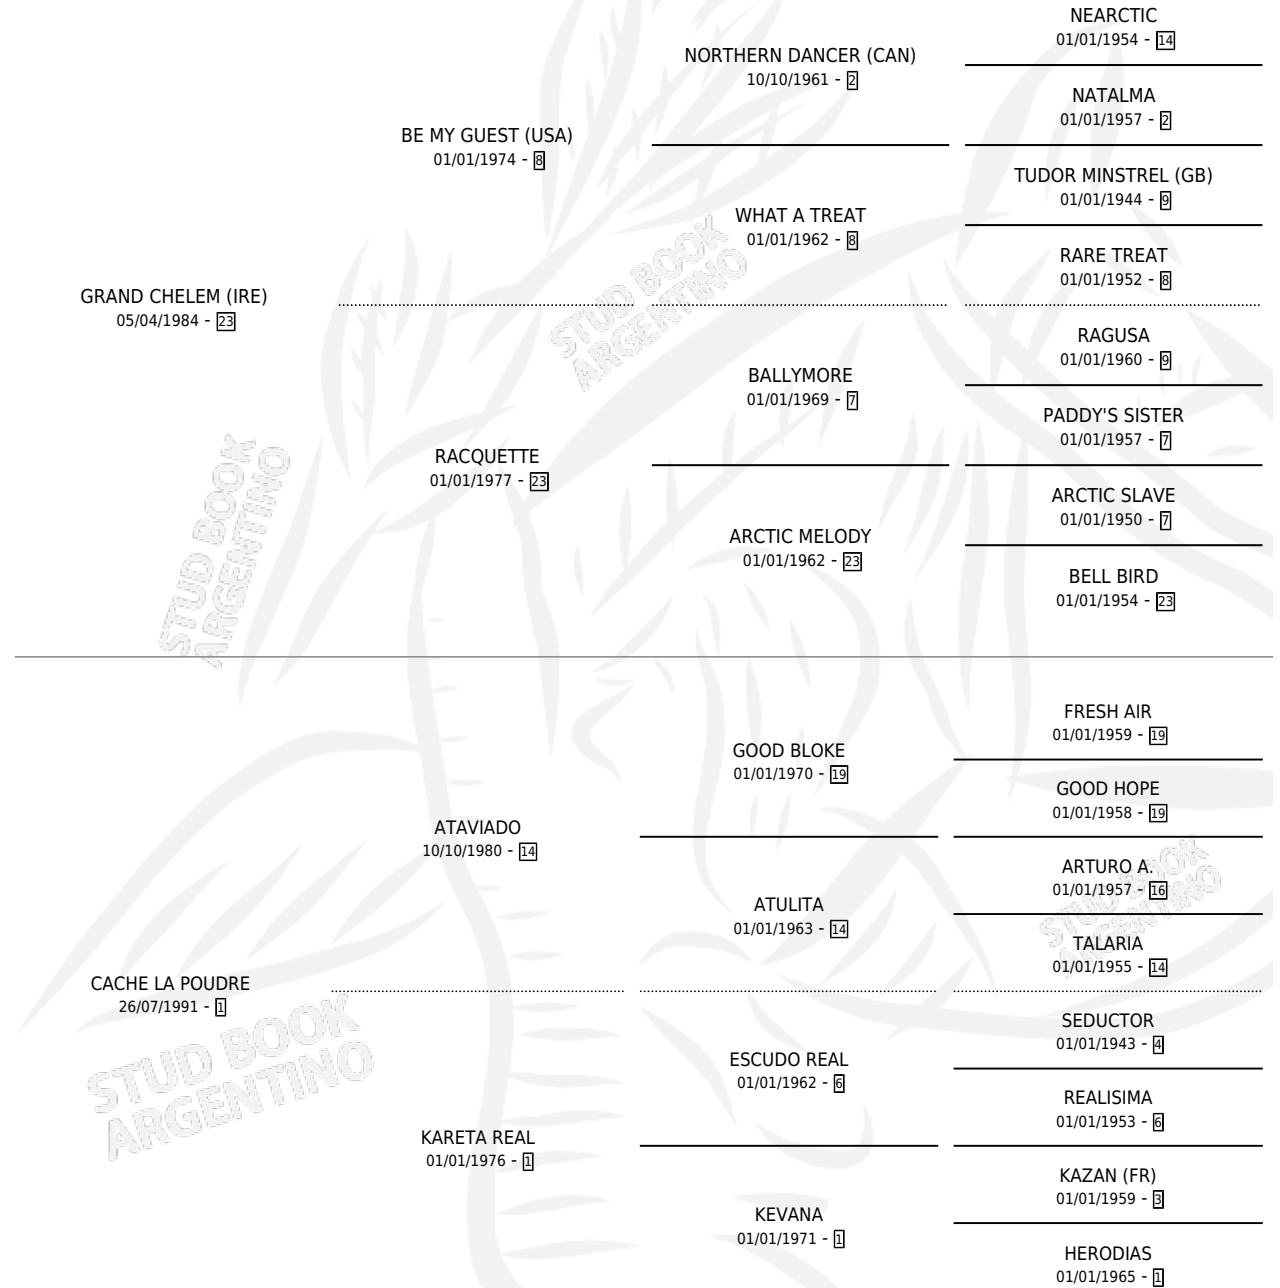 NEARCTIC
01/01/1954 - 14
NORTHERN DANCER (CAN)
10/10/1961 - 2
NATALMA
01/01/1957 - 2
BE MY GUEST (USA)
01/01/1974 - 8
TUDOR MINSTREL (GB)
01/01/1944 - 9
WHAT A TREAT
01/01/1962 - 8
RARE TREAT
01/01/1952 - 8
GRAND CHELEM (IRE)
05/04/1984 - 23
RAGUSA
01/01/1960 - 9
BALLYMORE
01/01/1969 - 7
PADDY'S SISTER
01/01/1957 - 7
RACQUETTE
01/01/1977 - 23
ARCTIC SLAVE
01/01/1950 - 7
ARCTIC MELODY
01/01/1962 - 23
BELL BIRD
01/01/1954 - 23
FRESH AIR
01/01/1959 - 19
GOOD BLOKE
01/01/1970 - 19
GOOD HOPE
01/01/1958 - 19
ATAVIADO
10/10/1980 - 14
ARTURO A.
01/01/1957 - 16
ATULITA
01/01/1963 - 14
TALARIA
01/01/1955 - 14
CACHE LA POUDRE
26/07/1991 - 1
SEDUCTOR
01/01/1943 - 4
ESCUDO REAL
01/01/1962 - 6
REALISIMA
01/01/1953 - 6
KARETA REAL
01/01/1976 - 1
KAZAN (FR)
01/01/1959 - 3
KEVANA
01/01/1971 - 1
HERODIAS
01/01/1965 - 1
STUD BOOK
ARGENTINO
STUD BOOK
ARGENTINO
STUD BOOK
ARGENTINO
STUD BOOK
ARGENTINO